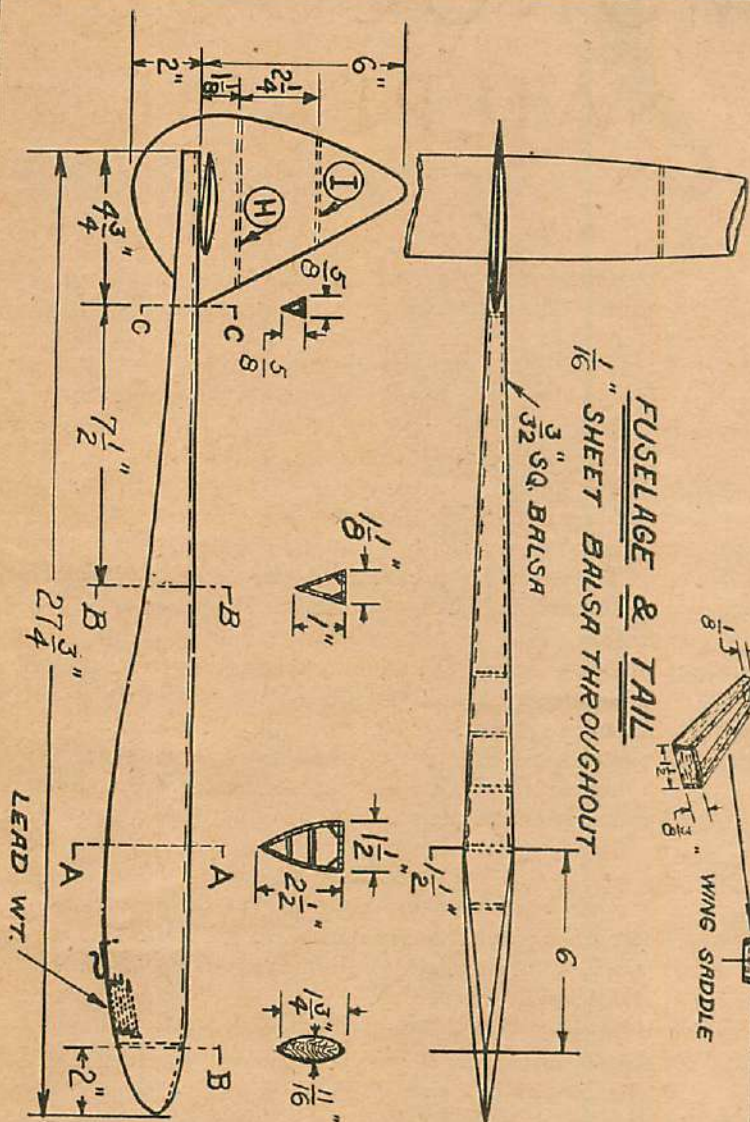 FUSELAGE & TAIL
1/16" SHEET BALSA THROUGHOUT
3/32" SQ. BALSA
1/8
1/2
3/8" WING SADDLE
6
1 1/2"
6"
2"
2 1/4
1 1/8
I
H
5/8
5/8
1 1/8"
1"
1 1/2"
2 1/2"
1 3/4"
11/16"
4 3/4"
C
C
7 1/2"
B
B
A
A
B
2"
LEAD WT.
27 3/4"